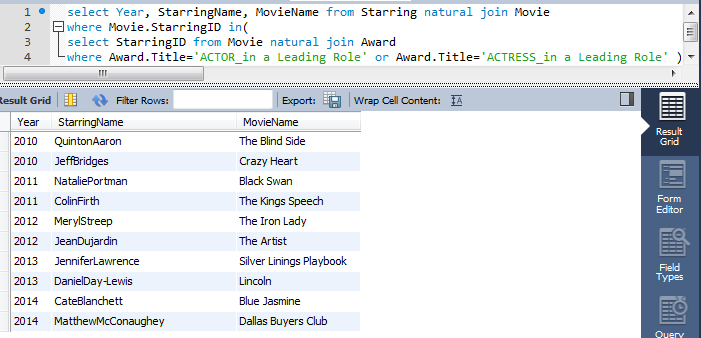 1 select Year, StarringName, MovieName from Starring natural join Movie
2 where Movie.StarringID in(
3 select StarringID from Movie natural join Award
4 where Award.Title='ACTOR_in a Leading Role' or Award.Title='ACTRESS_in a Leading Role' )
Result Grid Filter Rows: Export: Wrap Cell Content:
Year StarringName MovieName
2010 QuintonAaron The Blind Side
2010 JeffBridges Crazy Heart
2011 NataliePortman Black Swan
2011 ColinFirth The Kings Speech
2012 MerylStreep The Iron Lady
2012 JeanDujardin The Artist
2013 JenniferLawrence Silver Linings Playbook
2013 DanielDay-Lewis Lincoln
2014 CateBlanchett Blue Jasmine
2014 MatthewMcConaughey Dallas Buyers Club
Result
Grid
Form
Editor
Field
Types
Query